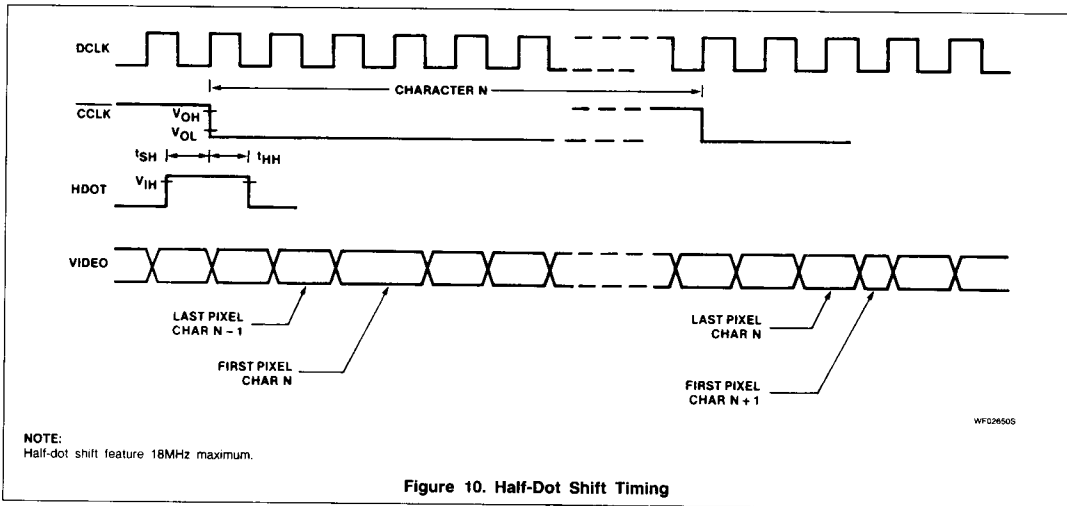 DCLK
CHARACTER N
CCLK
VOH
VOL
tSH
tHH
VIH
HDOT
VIDEO
LAST PIXEL
CHAR N – 1
FIRST PIXEL
CHAR N
LAST PIXEL
CHAR N
FIRST PIXEL
CHAR N + 1
WF02650S
NOTE:
Half-dot shift feature 18MHz maximum.
Figure 10. Half-Dot Shift Timing